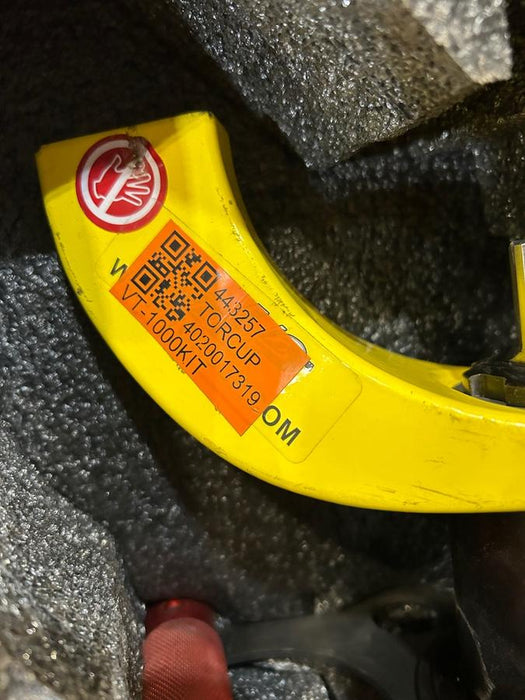 443257
TORCUP
4020017319
VT-1000KIT
W
OM